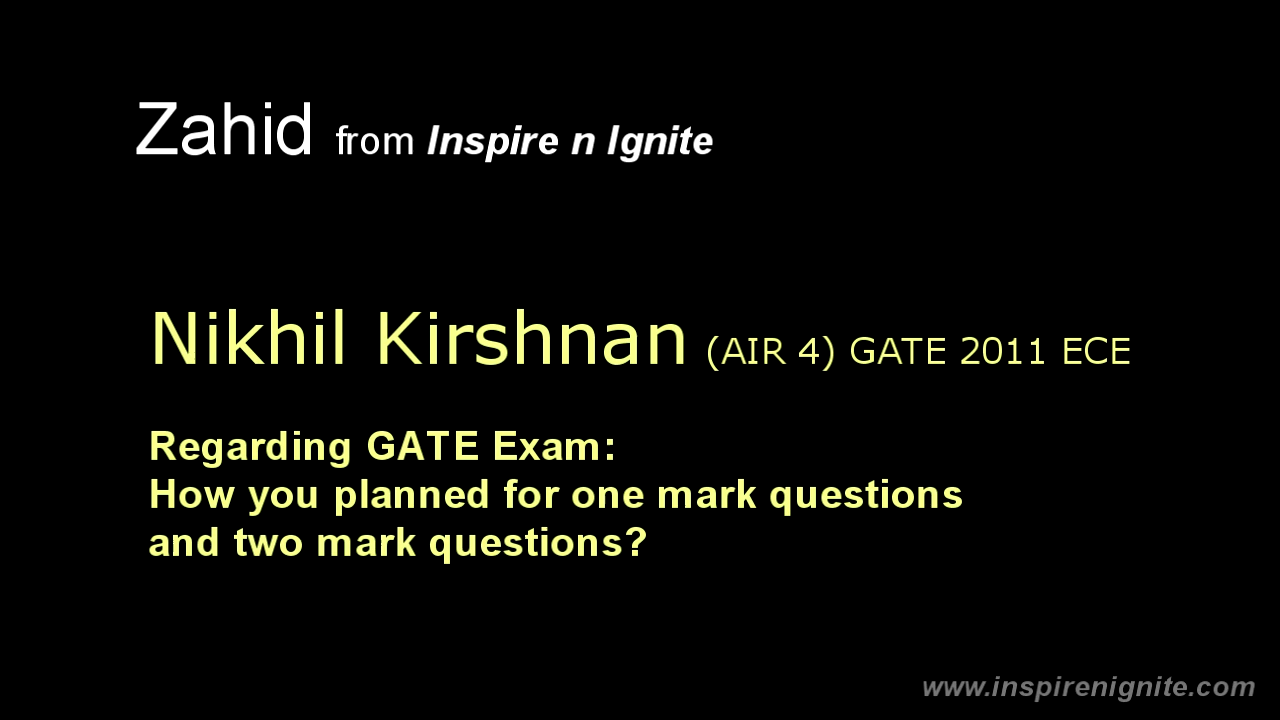 Zahid from Inspire n Ignite
Nikhil Kirshnan (AIR 4) GATE 2011 ECE
Regarding GATE Exam:
How you planned for one mark questions
and two mark questions?
www.inspirenignite.com